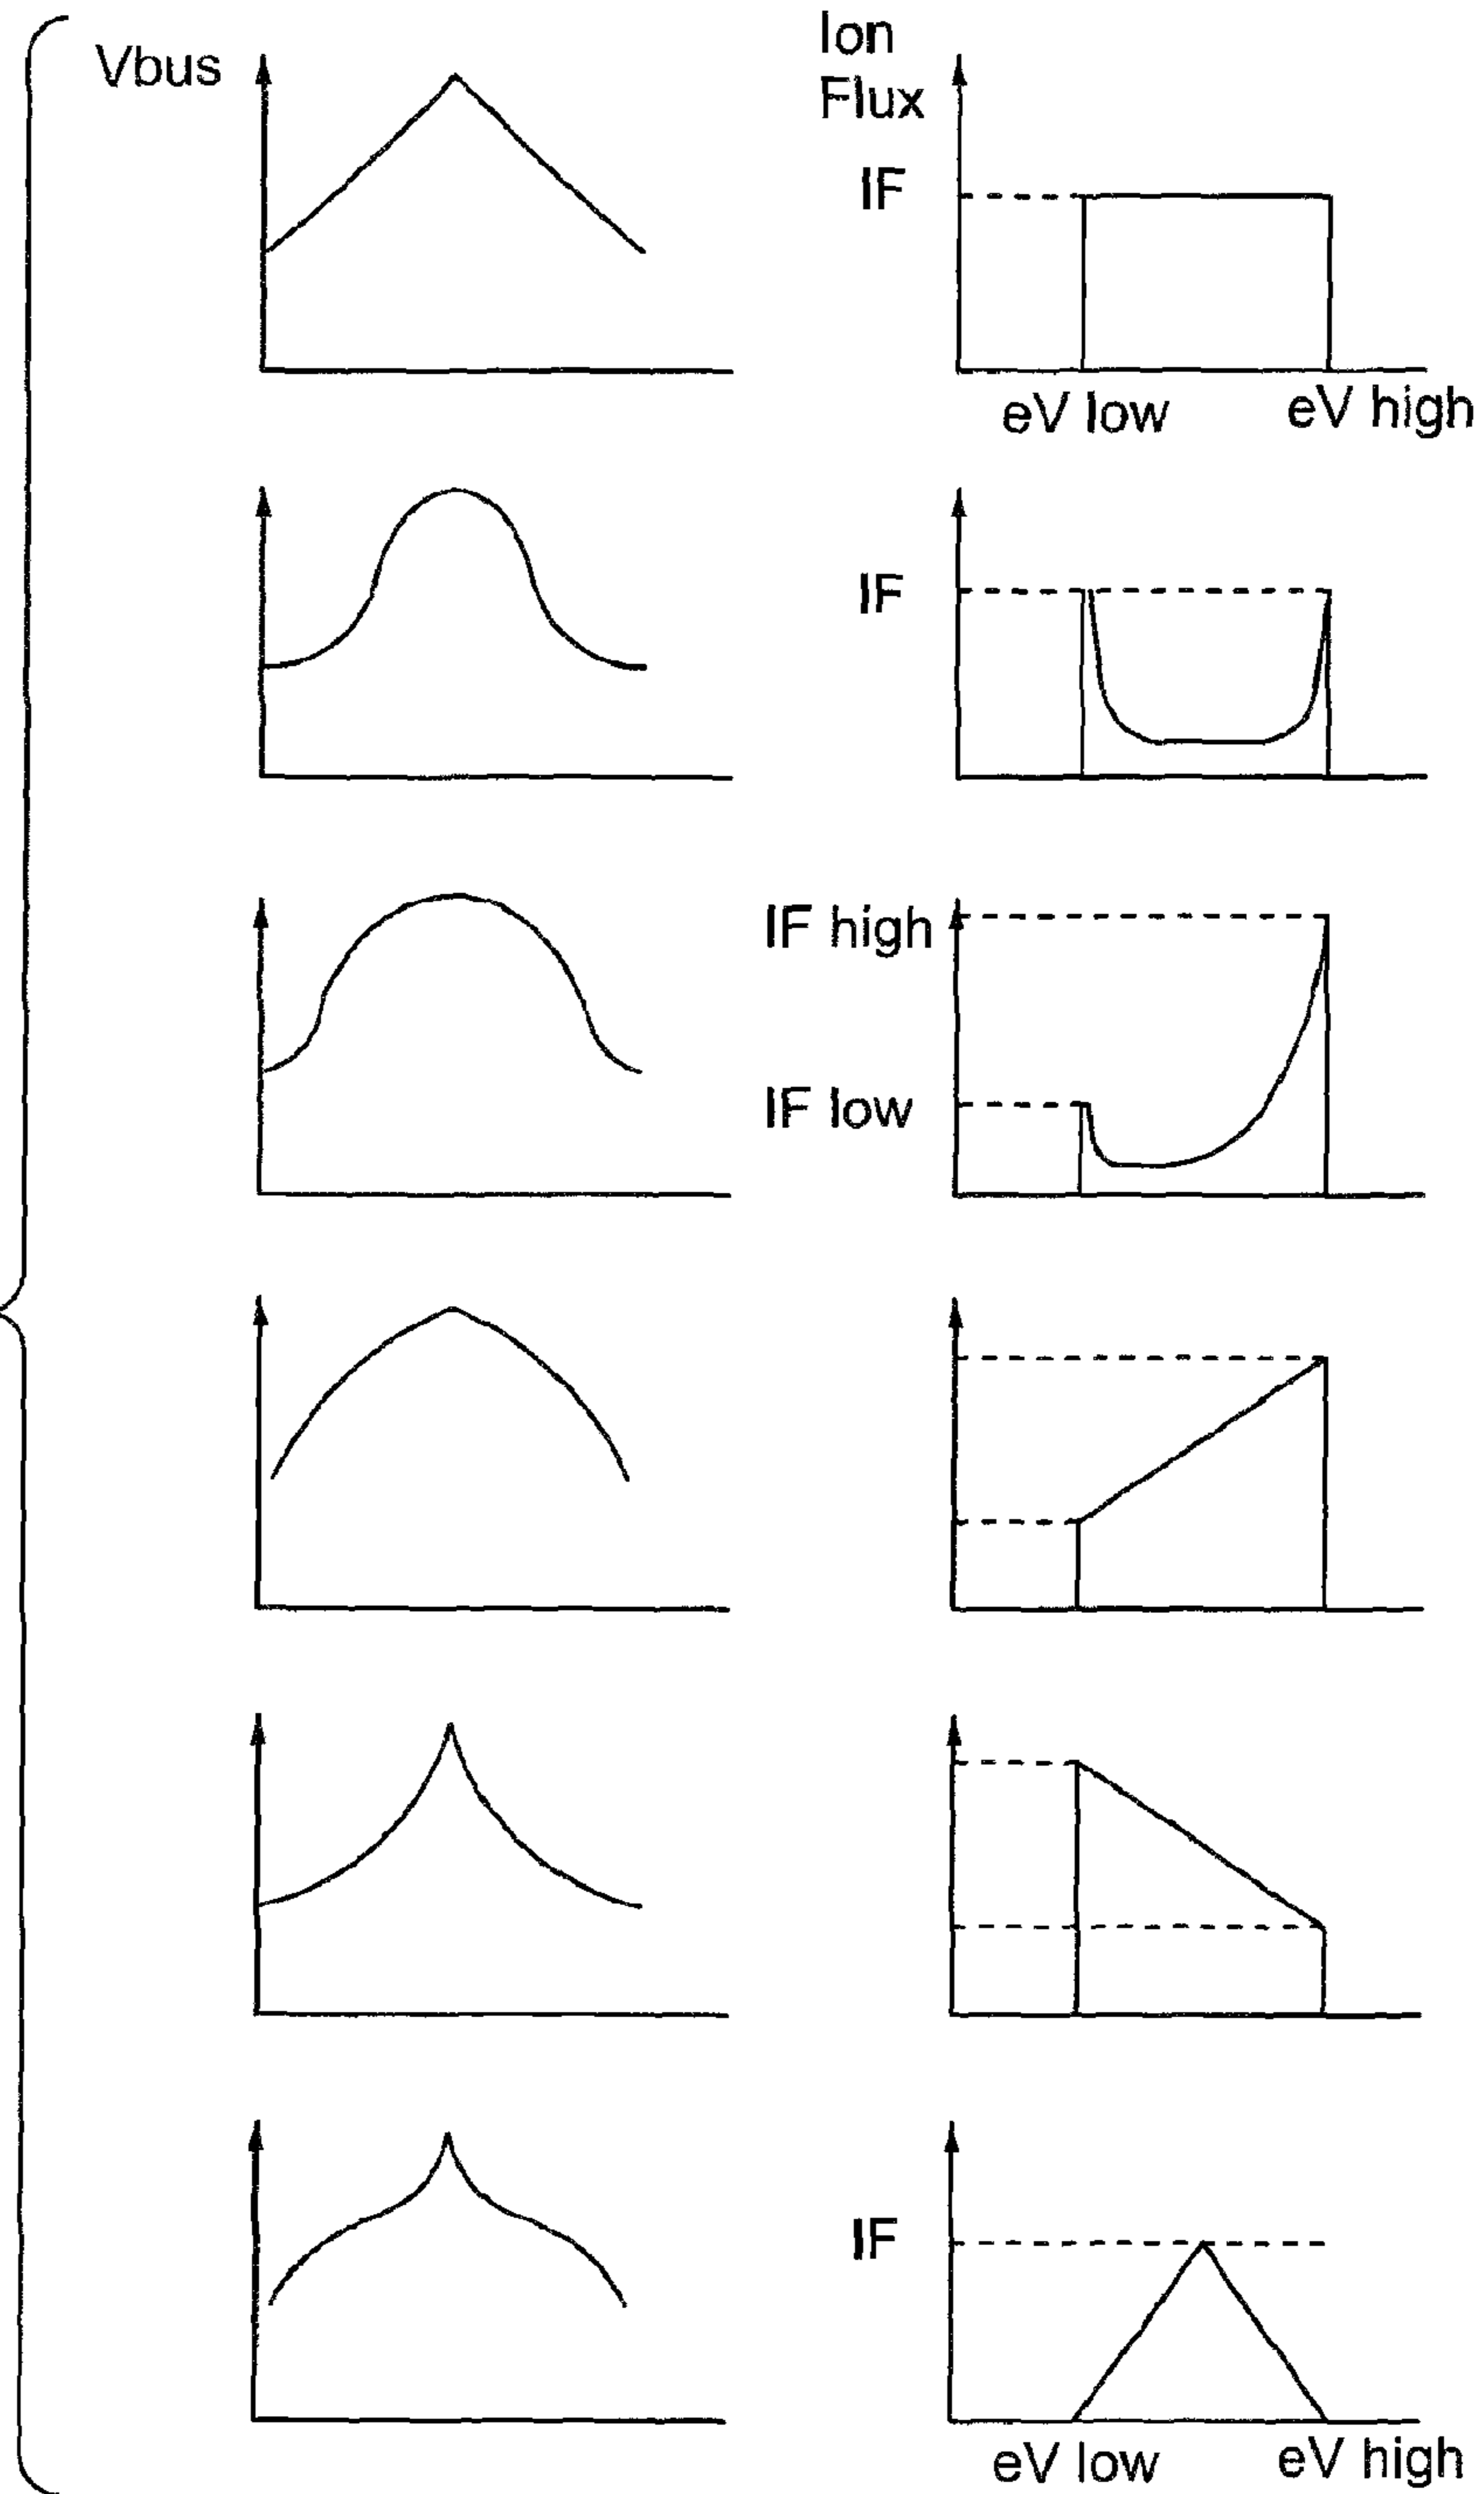 Vbus
Ion
Flux
IF
eV low
eV high
IF
IF high
IF low
IF
eV low
eV high